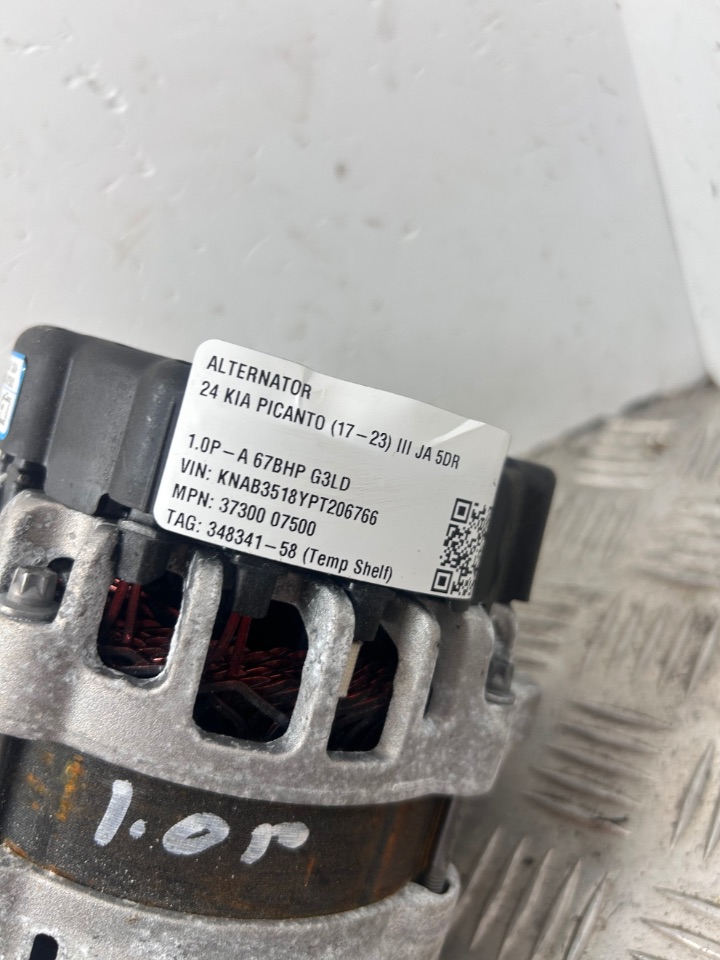 ALTERNATOR
24 KIA PICANTO (17-23) III JA 5DR
1.0P-A 67BHP G3LD
VIN: KNAB3518YPT206766
MPN: 37300 07500
TAG: 348341-58 (Temp Shelf)
1.0P